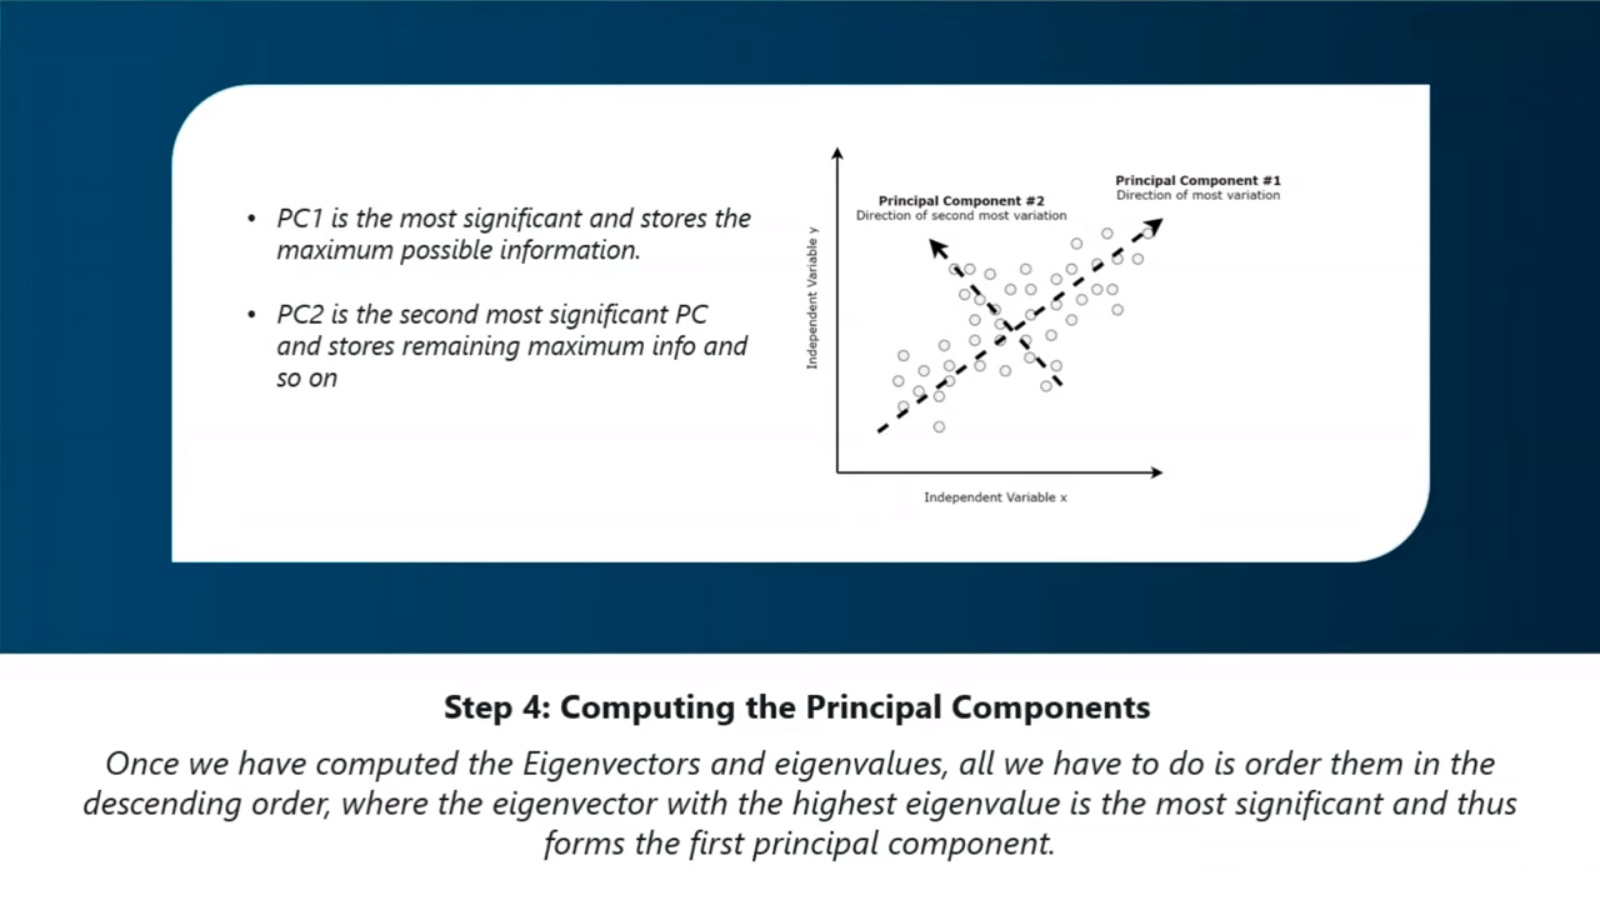 • PC1 is the most significant and stores the
maximum possible information.
• PC2 is the second most significant PC
and stores remaining maximum info and
so on
Principal Component #1
Direction of most variation
Principal Component #2
Direction of second most variation
Independent Variable y
Independent Variable x
Step 4: Computing the Principal Components
Once we have computed the Eigenvectors and eigenvalues, all we have to do is order them in the
descending order, where the eigenvector with the highest eigenvalue is the most significant and thus
forms the first principal component.